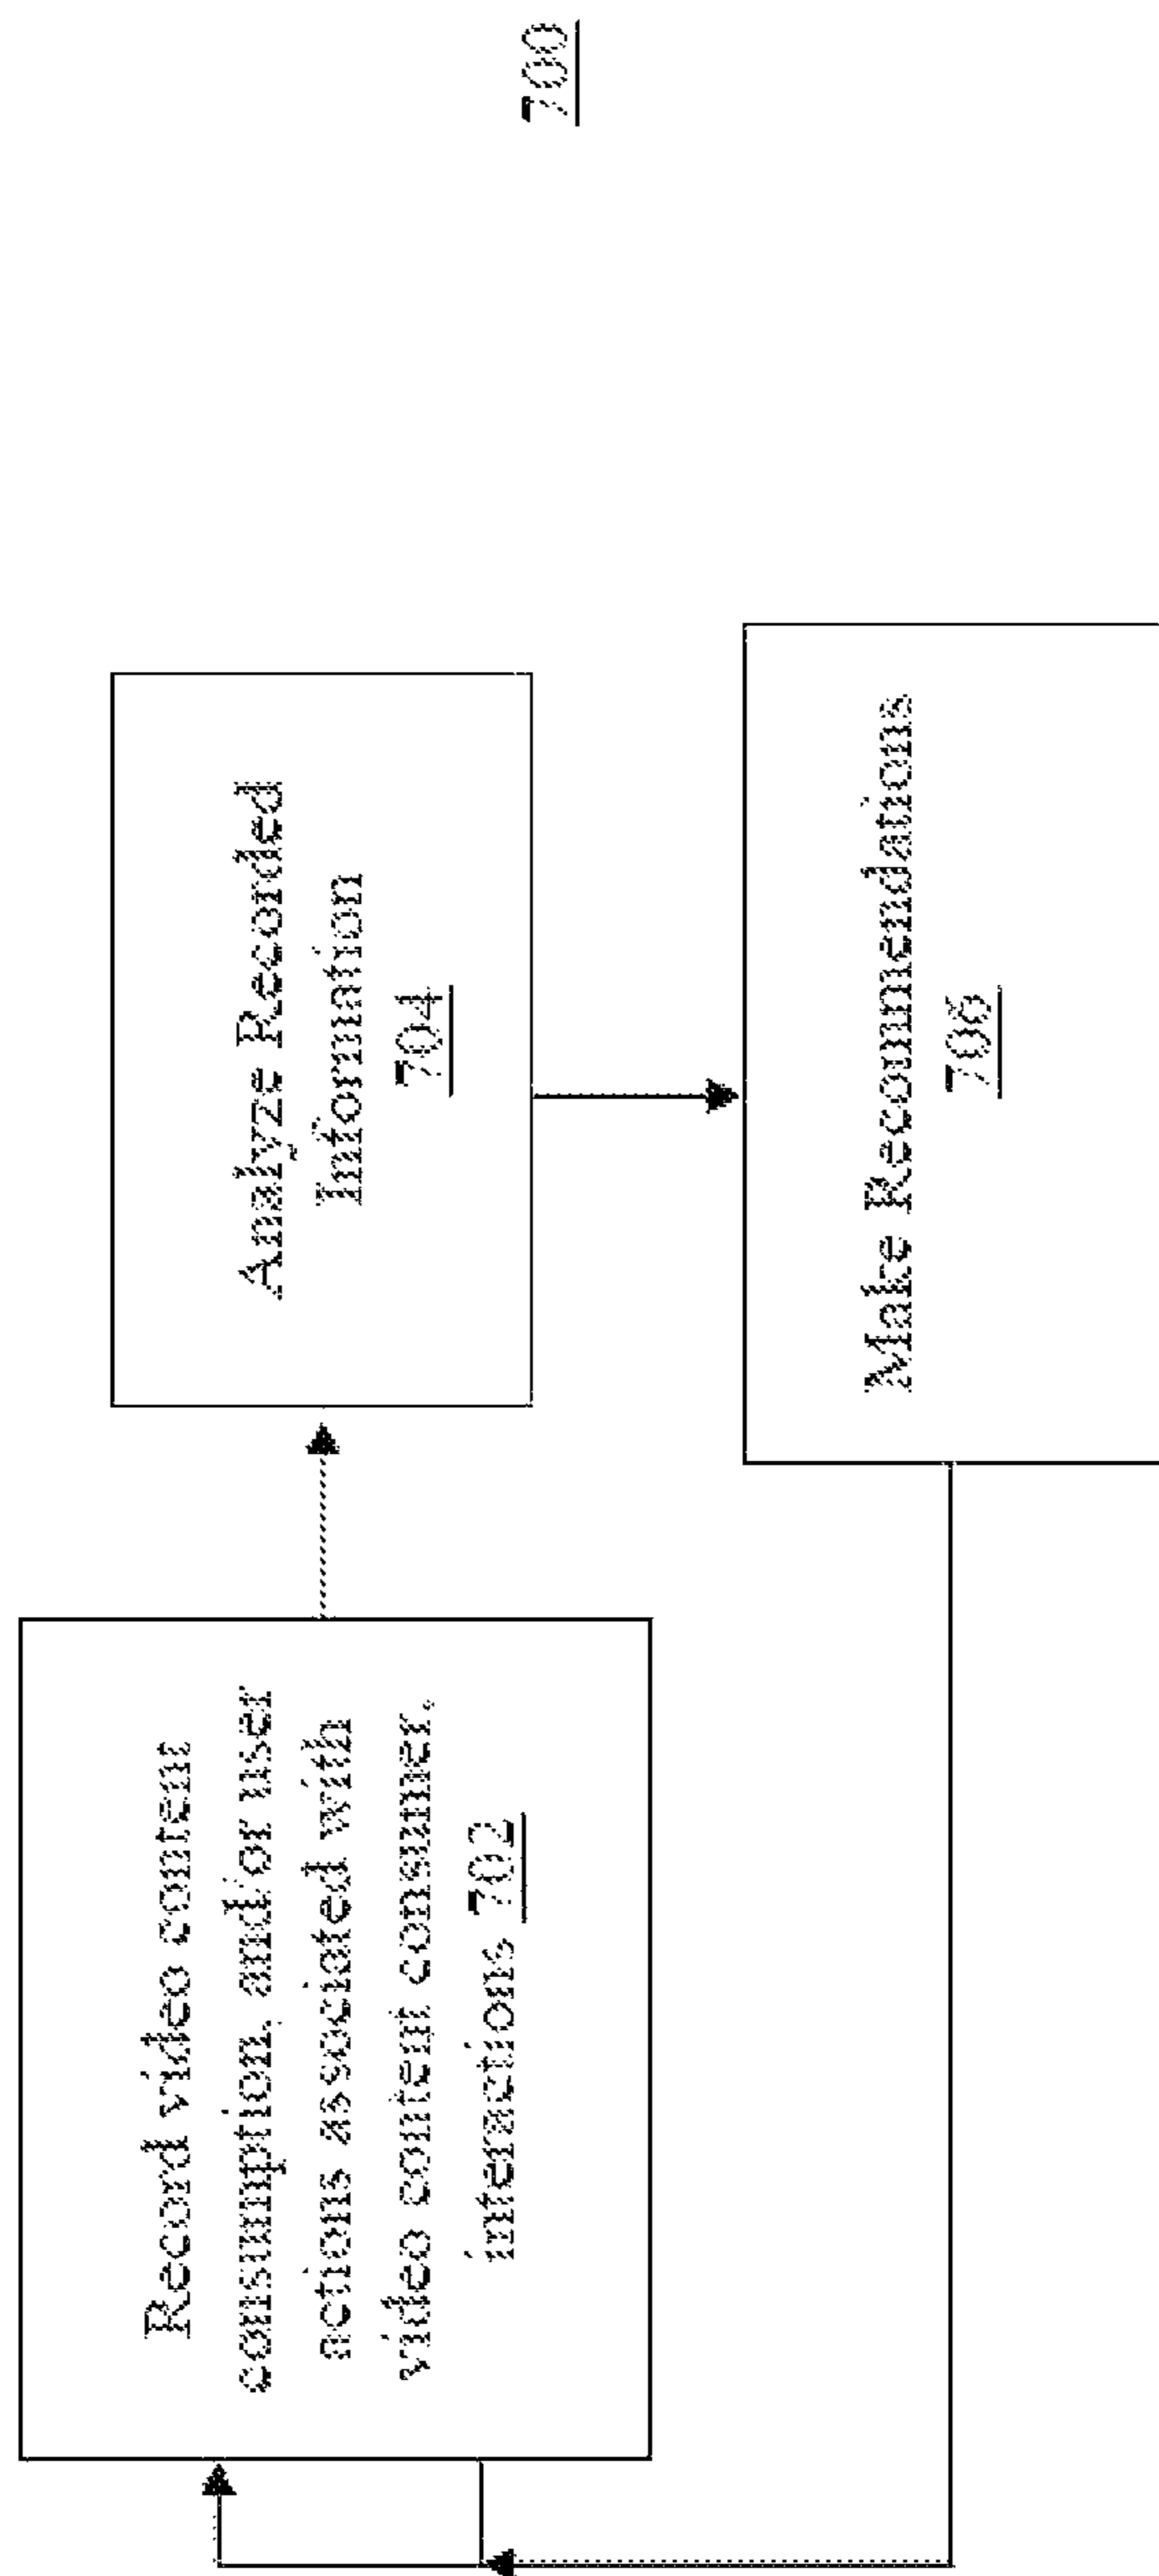 Record video content
consumption, and/or user
actions associated with
video content consumer,
interactions 702
Analyze Recorded
Information
704
Make Recommendations
706
700